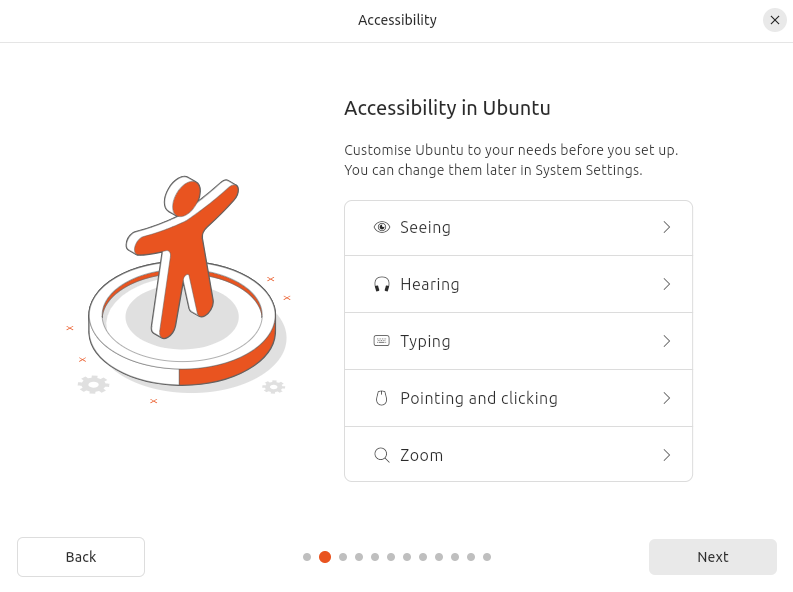 Accessibility
Accessibility in Ubuntu
Customise Ubuntu to your needs before you set up.
You can change them later in System Settings.
Seeing
Hearing
Typing
Pointing and clicking
Zoom
Back
Next